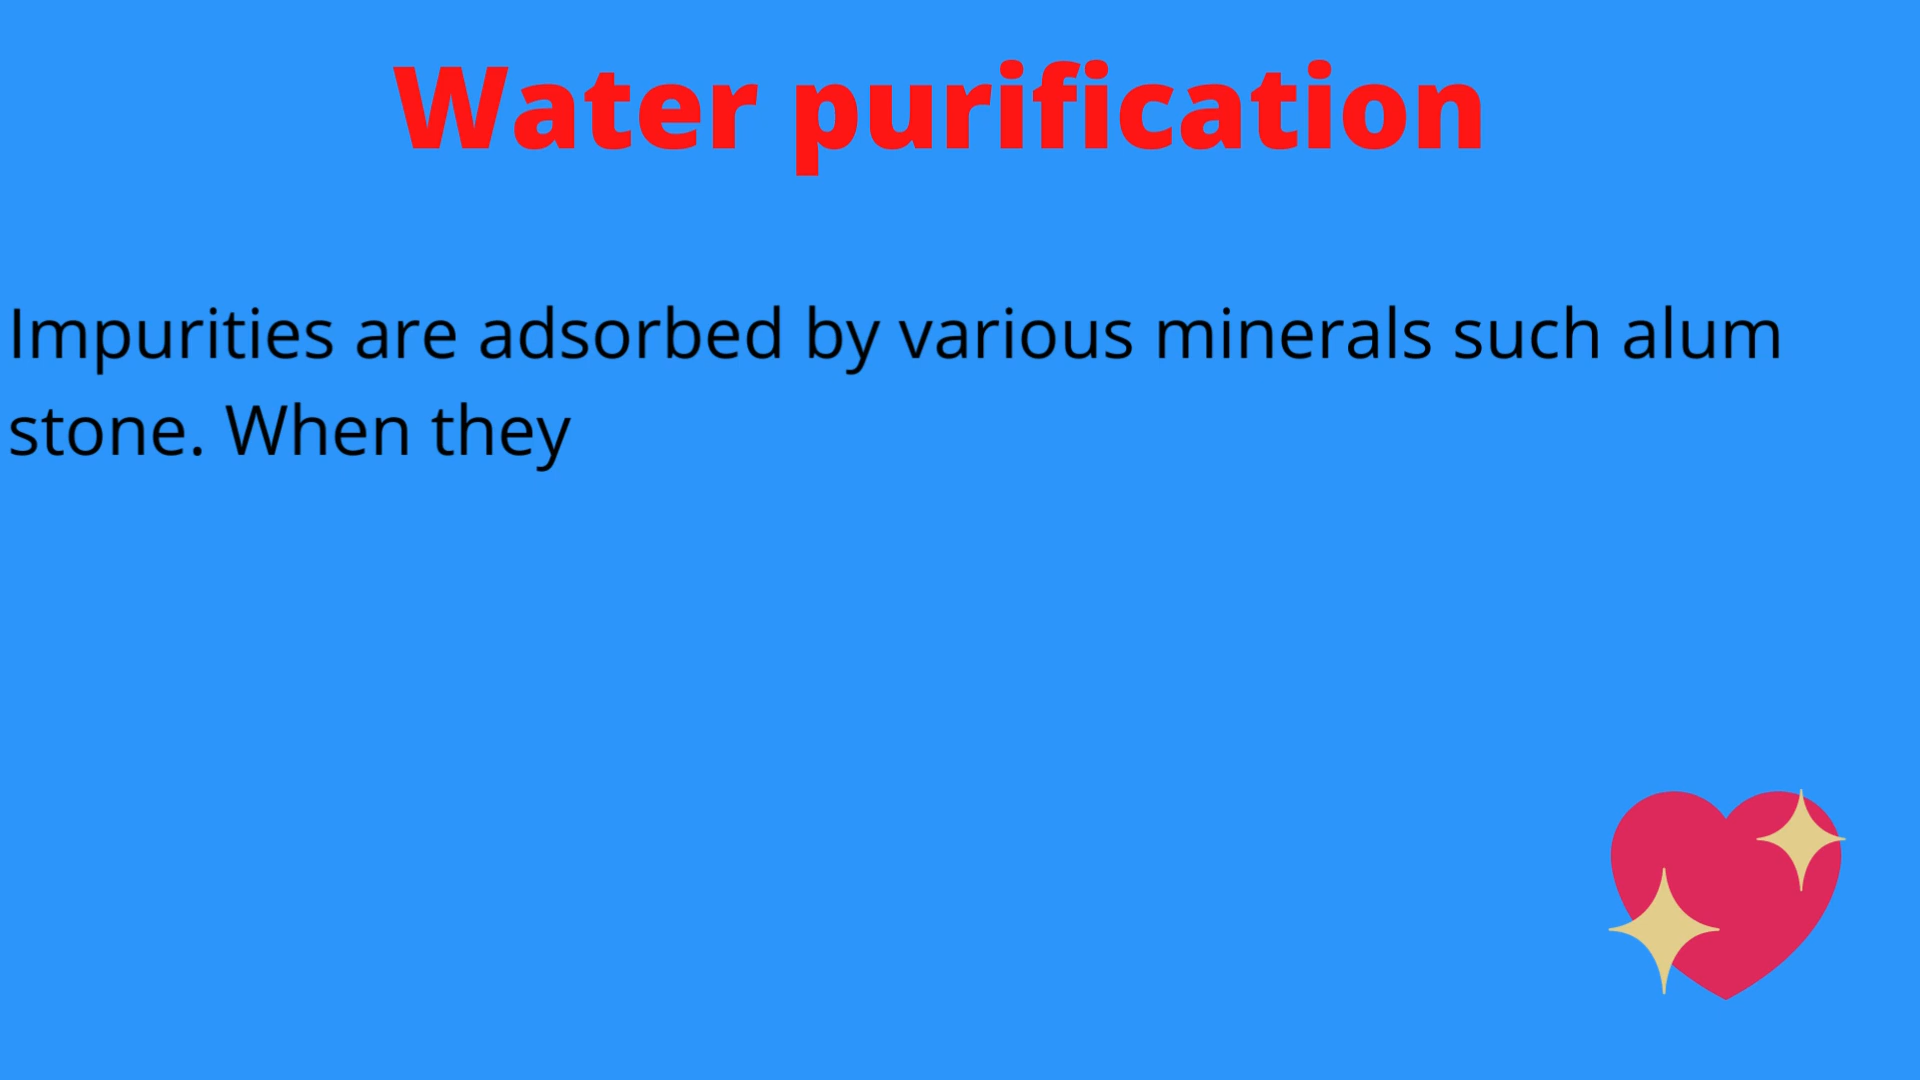 Water purification
Impurities are adsorbed by various minerals such alum
stone. When they